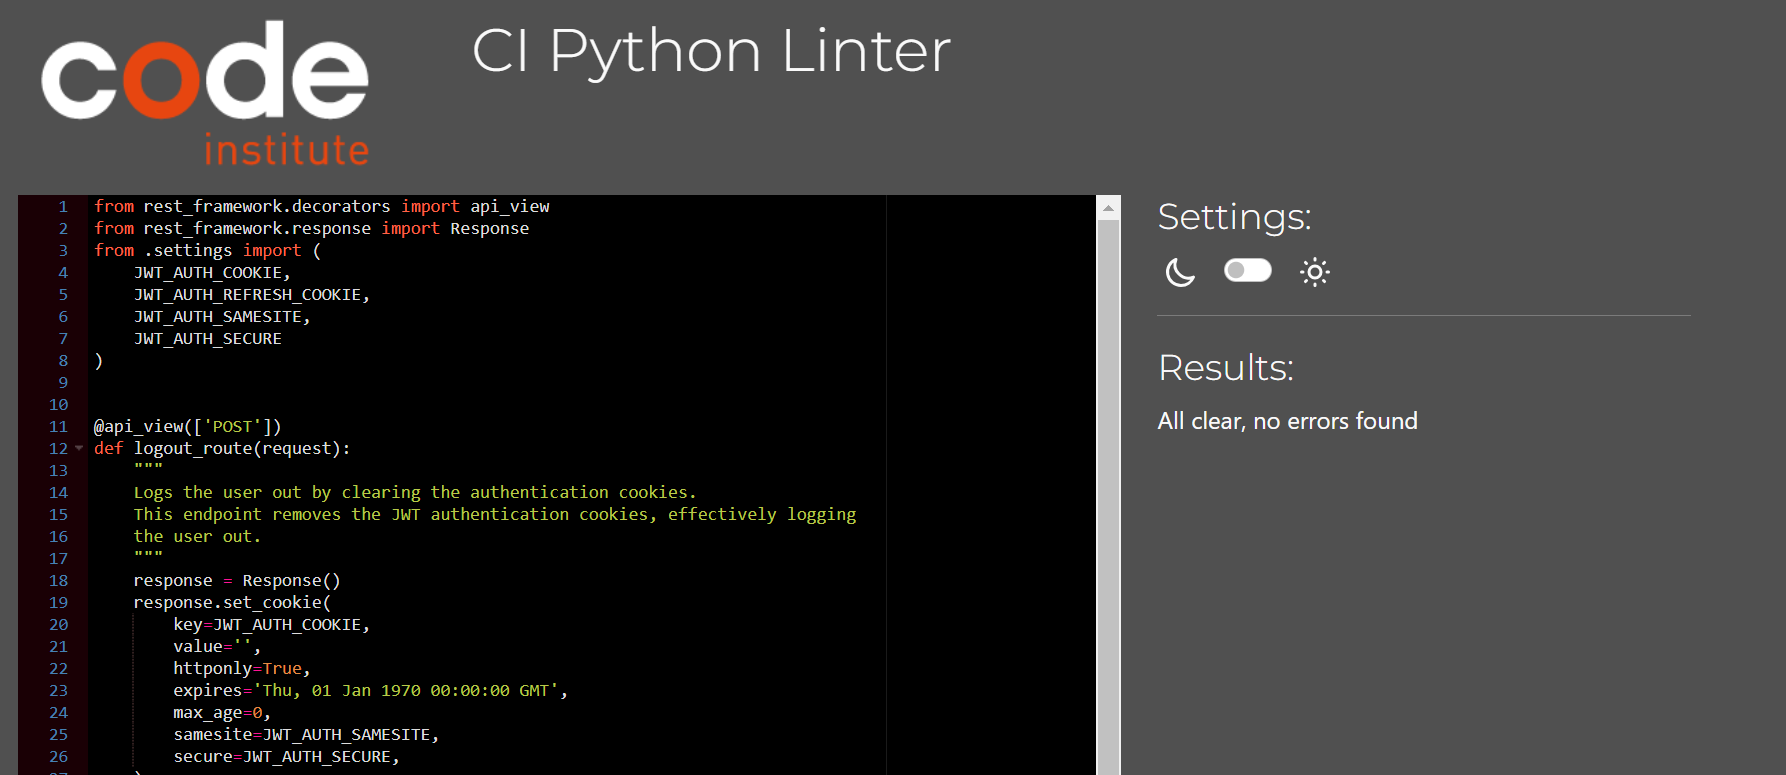 code
institute
CI Python Linter
1 from rest_framework.decorators import api_view
2 from rest_framework.response import Response
3 from .settings import (
4     JWT_AUTH_COOKIE,
5     JWT_AUTH_REFRESH_COOKIE,
6     JWT_AUTH_SAMESITE,
7     JWT_AUTH_SECURE
8 )
9
10
11 @api_view(['POST'])
12 def logout_route(request):
13     """
14     Logs the user out by clearing the authentication cookies.
15     This endpoint removes the JWT authentication cookies, effectively logging
16     the user out.
17     """
18     response = Response()
19     response.set_cookie(
20         key=JWT_AUTH_COOKIE,
21         value='',
22         httponly=True,
23         expires='Thu, 01 Jan 1970 00:00:00 GMT',
24         max_age=0,
25         samesite=JWT_AUTH_SAMESITE,
26         secure=JWT_AUTH_SECURE,
Settings:
Results:
All clear, no errors found